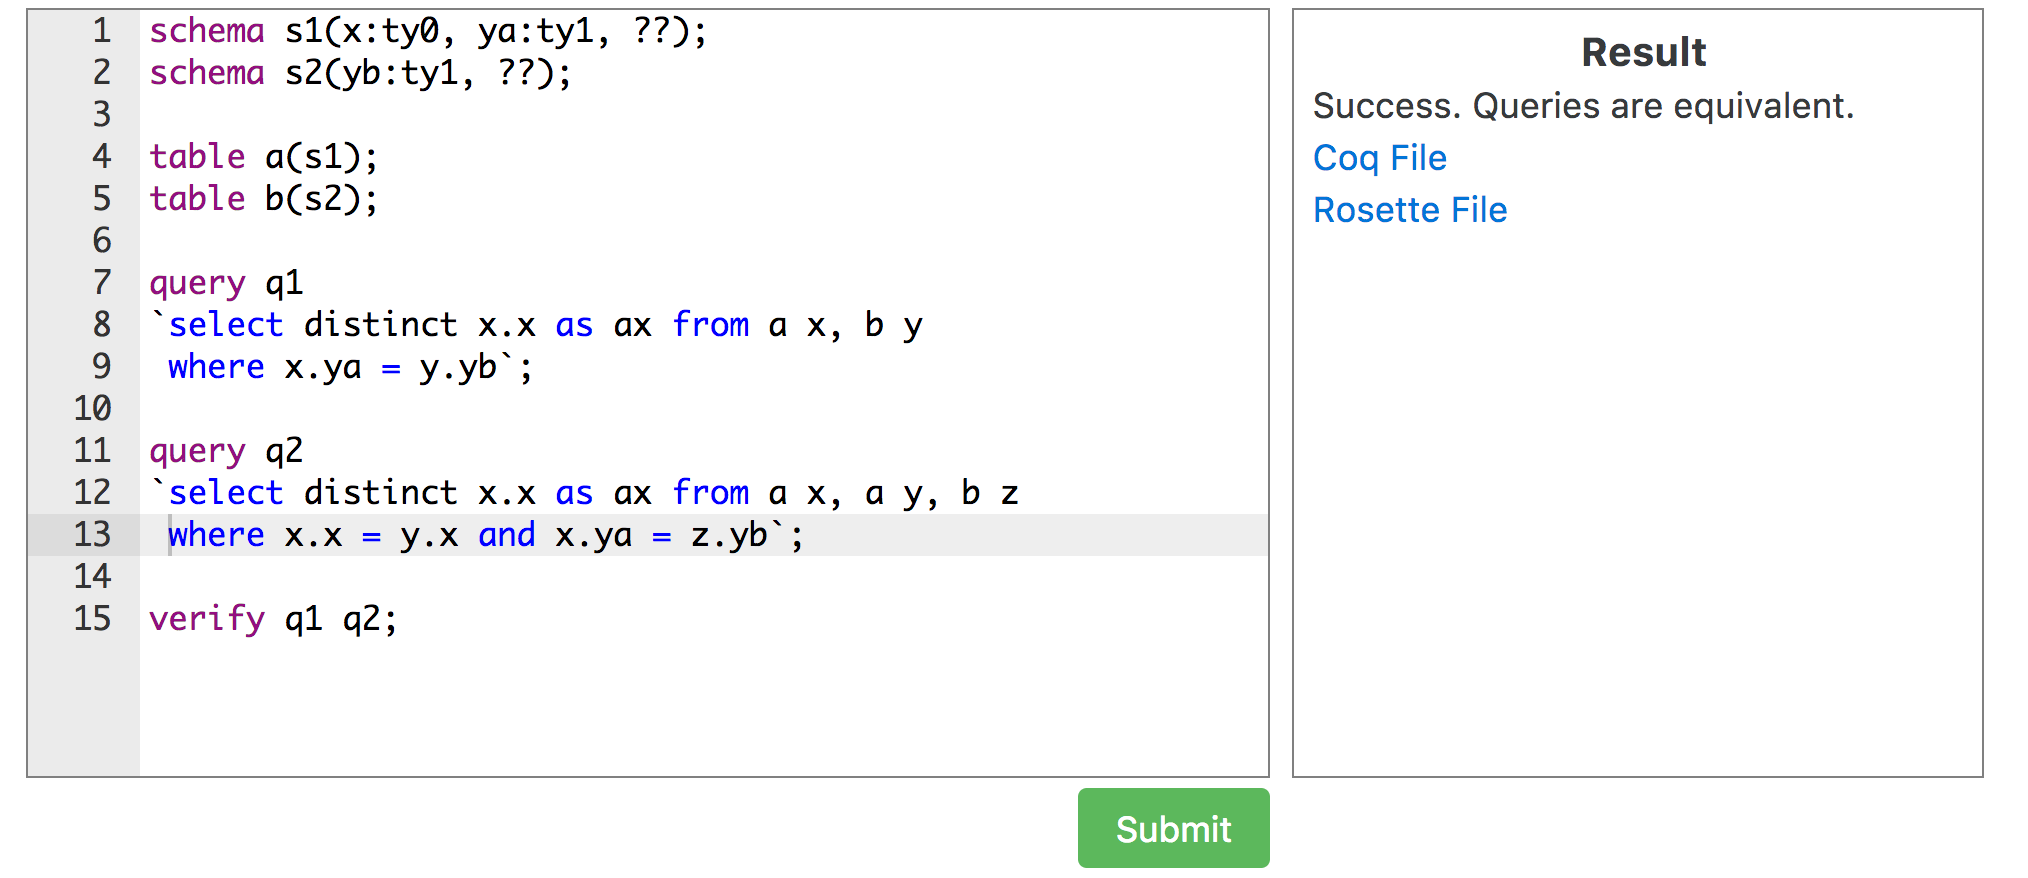 1 schema s1(x:ty0, ya:ty1, ??);
2 schema s2(yb:ty1, ??);
3
4 table a(s1);
5 table b(s2);
6
7 query q1
8 `select distinct x.x as ax from a x, b y
9  where x.ya = y.yb`;
10
11 query q2
12 `select distinct x.x as ax from a x, a y, b z
13  where x.x = y.x and x.ya = z.yb`;
14
15 verify q1 q2;
Submit
Result
Success. Queries are equivalent.
Coq File
Rosette File